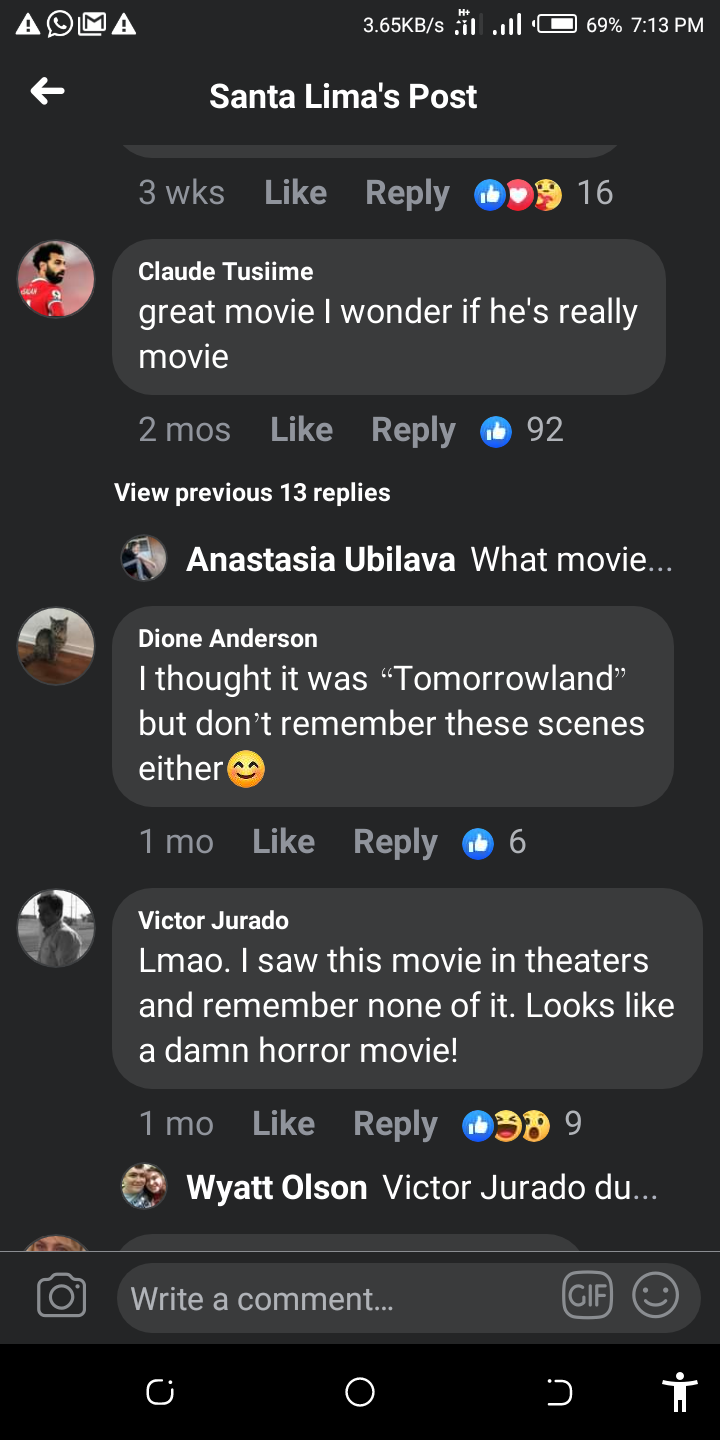 3.65KB/s H+ 69% 7:13 PM
Santa Lima's Post
3 wks Like Reply 16
Claude Tusiime
great movie I wonder if he's really
movie
2 mos Like Reply 92
View previous 13 replies
Anastasia Ubilava What movie...
Dione Anderson
I thought it was “Tomorrowland”
but don’t remember these scenes
either😊
1 mo Like Reply 6
Victor Jurado
Lmao. I saw this movie in theaters
and remember none of it. Looks like
a damn horror movie!
1 mo Like Reply 9
Wyatt Olson Victor Jurado du...
Write a comment... GIF